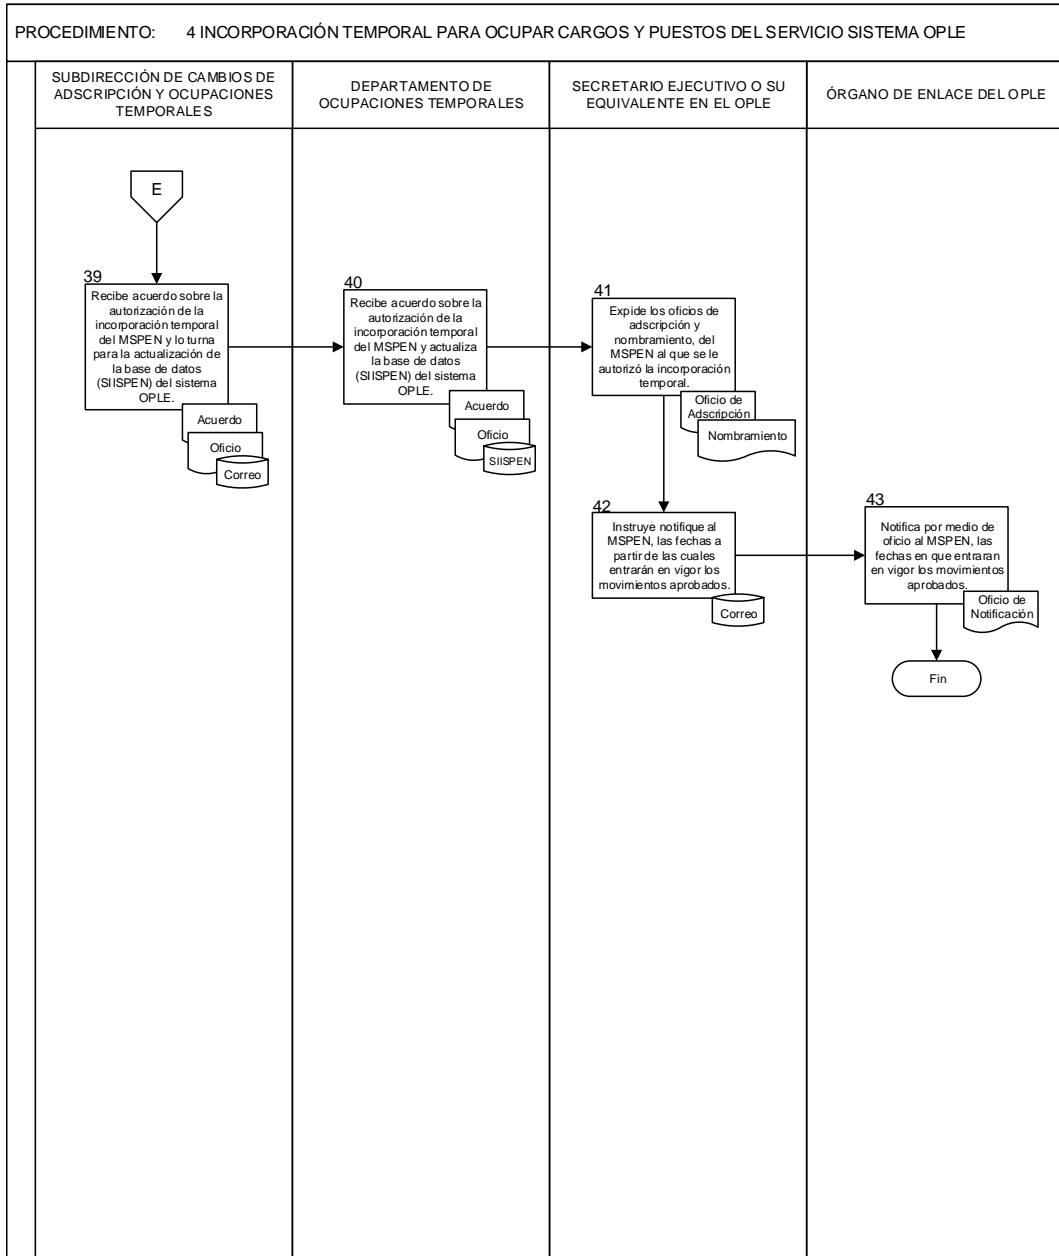 PROCEDIMIENTO: 4 INCORPORACIÓN TEMPORAL PARA OCUPAR CARGOS Y PUESTOS DEL SERVICIO SISTEMA OPLE
SUBDIRECCIÓN DE CAMBIOS DE
ADSCRIPCIÓN Y OCUPACIONES
TEMPORALES
DEPARTAMENTO DE
OCUPACIONES TEMPORALES
SECRETARIO EJECUTIVO O SU
EQUIVALENTE EN EL OPLE
ÓRGANO DE ENLACE DEL OPLE
E
39
Recibe acuerdo sobre la
autorización de la
incorporación temporal
del MSPEN y lo turna
para la actualización de
la base de datos
(SIISPEN) del sistema
OPLE.
Acuerdo
Oficio
Correo
40
Recibe acuerdo sobre la
autorización de la
incorporación temporal
del MSPEN y actualiza
la base de datos
(SIISPEN) del sistema
OPLE.
Acuerdo
Oficio
SIISPEN
41
Expide los oficios de
adscripción y
nombramiento, del
MSPEN al que se le
autorizó la incorporación
temporal.
Oficio de
Adscripción
Nombramiento
42
Instruye notifique al
MSPEN, las fechas a
partir de las cuales
entrarán en vigor los
movimientos aprobados.
Correo
43
Notifica por medio de
oficio al MSPEN, las
fechas en que entraran
en vigor los movimientos
aprobados.
Oficio de
Notificación
Fin